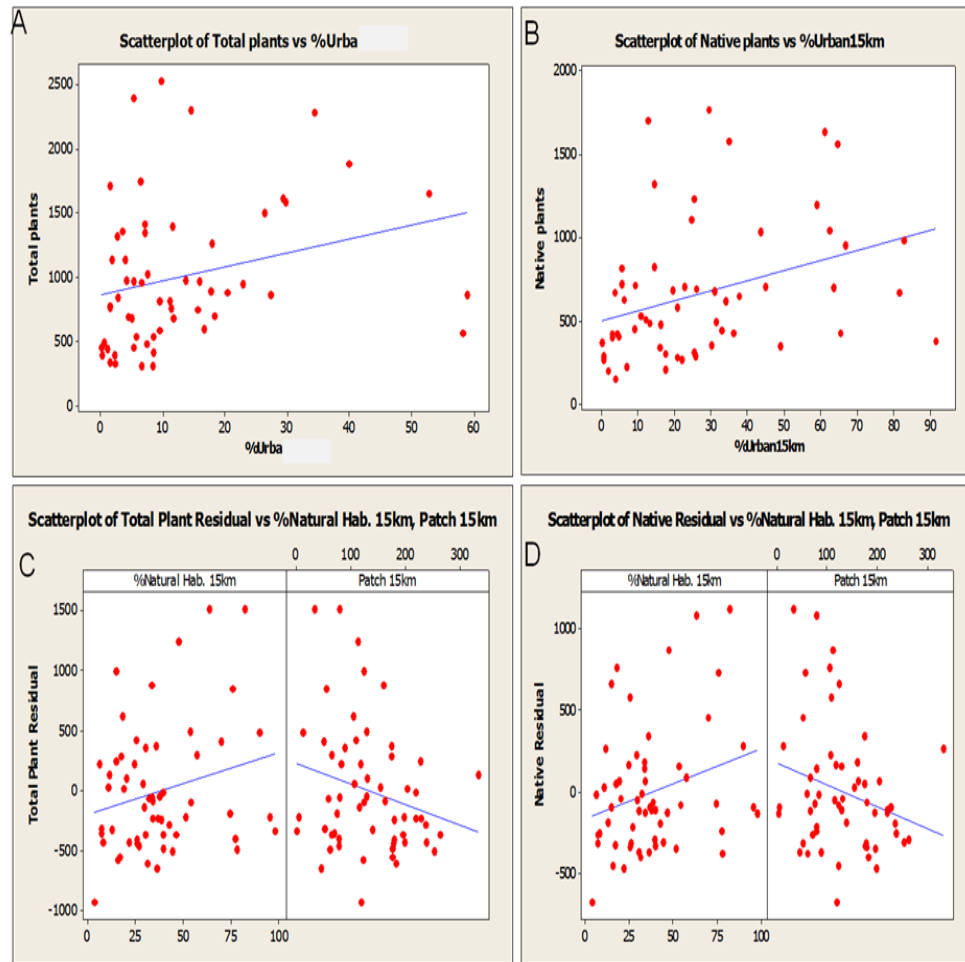 A
Scatterplot of Total plants vs %Urba
2500
2000
1500
1000
500
0
Total plants
0 10 20 30 40 50 60
%Urba
B
Scatterplot of Native plants vs %Urban15km
2000
1500
1000
500
0
Native plants
0 10 20 30 40 50 60 70 80 90
%Urban15km
C
Scatterplot of Total Plant Residual vs %Natural Hab. 15km, Patch 15km
0 100 200 300
%Natural Hab. 15km Patch 15km
1500
1000
500
0
-500
-1000
Total Plant Residual
0 25 50 75 100
D
Scatterplot of Native Residual vs %Natural Hab. 15km, Patch 15km
0 100 200 300
%Natural Hab. 15km Patch 15km
1000
500
0
-500
Native Residual
0 25 50 75 100